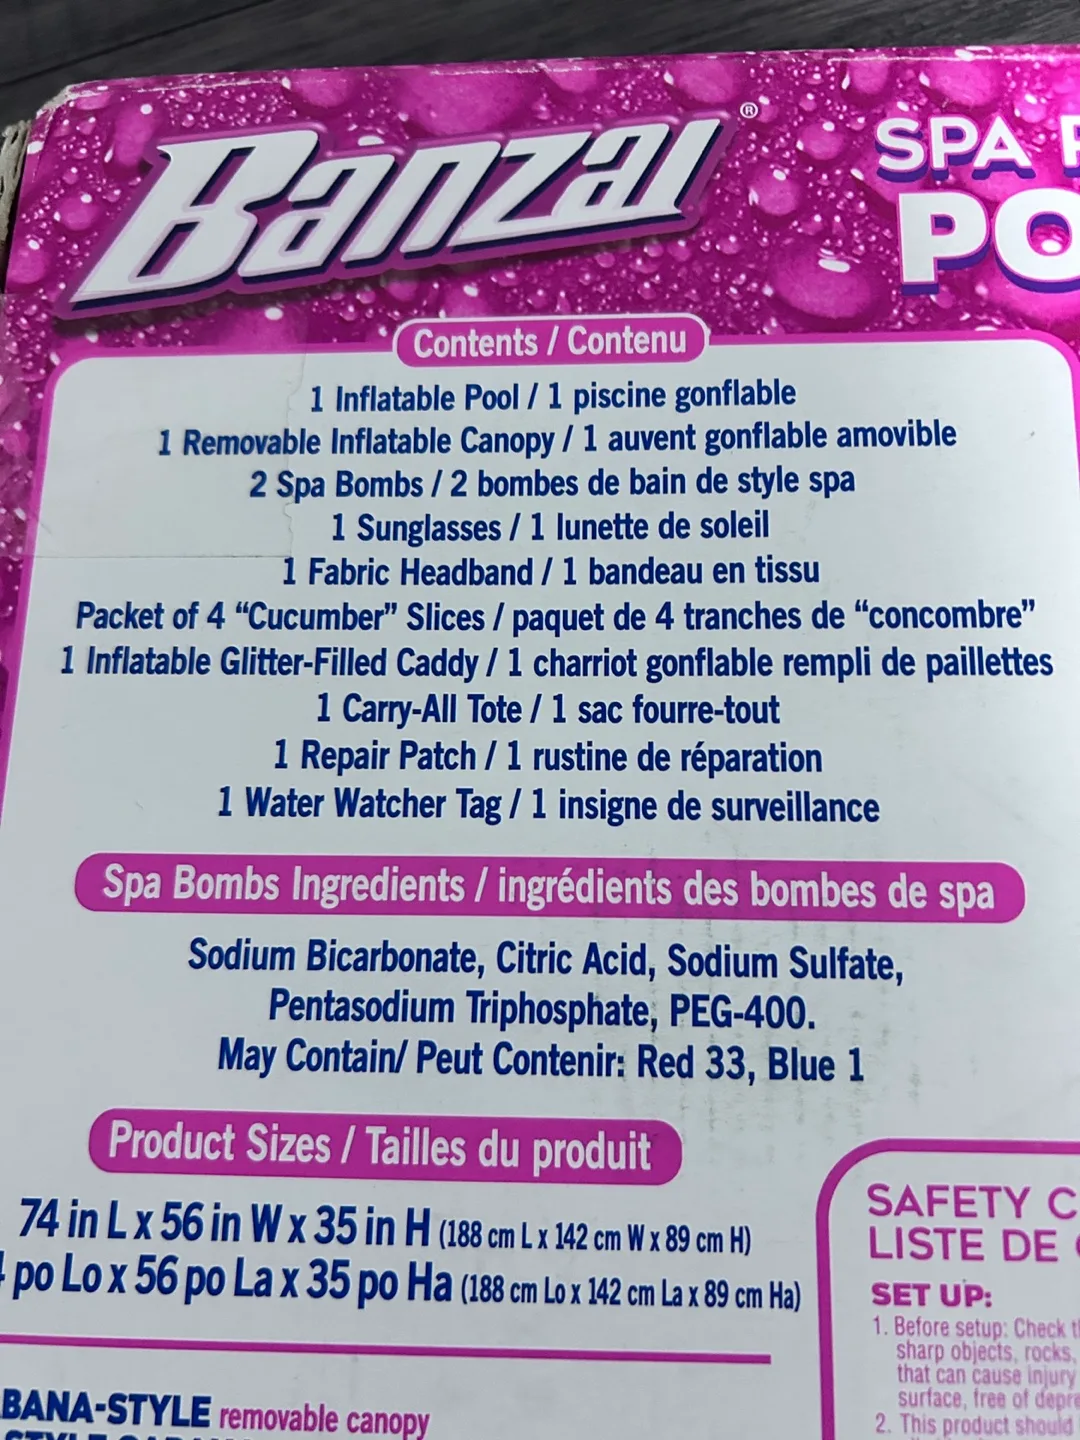 Banzai®
SPA
PO
Contents / Contenu
1 Inflatable Pool / 1 piscine gonflable
1 Removable Inflatable Canopy / 1 auvent gonflable amovible
2 Spa Bombs / 2 bombes de bain de style spa
1 Sunglasses / 1 lunette de soleil
1 Fabric Headband / 1 bandeau en tissu
Packet of 4 “Cucumber” Slices / paquet de 4 tranches de “concombre”
1 Inflatable Glitter-Filled Caddy / 1 charriot gonflable rempli de paillettes
1 Carry-All Tote / 1 sac fourre-tout
1 Repair Patch / 1 rustine de réparation
1 Water Watcher Tag / 1 insigne de surveillance
Spa Bombs Ingredients / ingrédients des bombes de spa
Sodium Bicarbonate, Citric Acid, Sodium Sulfate,
Pentasodium Triphosphate, PEG-400.
May Contain/ Peut Contenir: Red 33, Blue 1
Product Sizes / Tailles du produit
74 in L x 56 in W x 35 in H (188 cm L x 142 cm W x 89 cm H)
po Lo x 56 po La x 35 po Ha (188 cm Lo x 142 cm La x 89 cm Ha)
BANA-STYLE removable canopy
SAFETY C
LISTE DE
SET UP:
1. Before setup: Check t
sharp objects, rocks,
that can cause injury
surface, free of depre
2. This product should